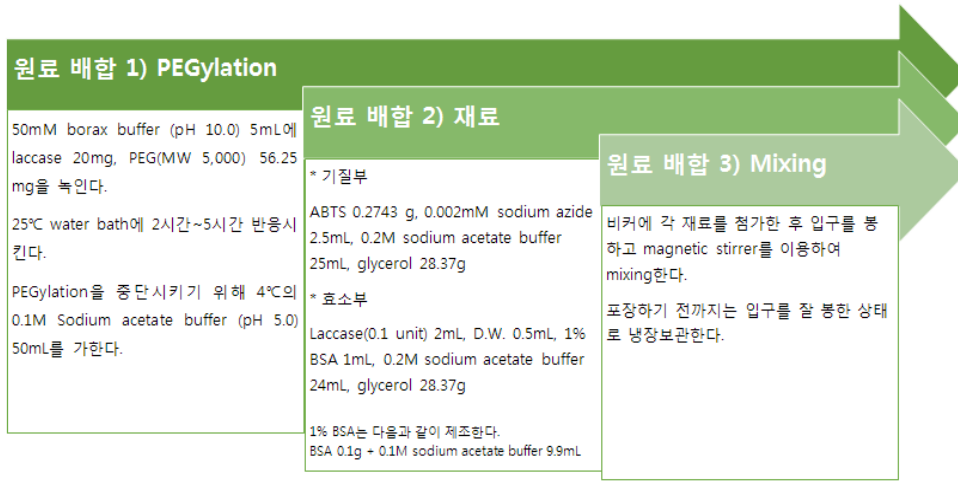 원료 배합 1) PEGylation
50mM borax buffer (pH 10.0) 5mL에
laccase 20mg, PEG(MW 5,000) 56.25
mg을 녹인다.
25℃ water bath에 2시간~5시간 반응시
킨다.
PEGylation을 중단시키기 위해 4℃의
0.1M Sodium acetate buffer (pH 5.0)
50mL를 가한다.
원료 배합 2) 재료
* 기질부
ABTS 0.2743 g, 0.002mM sodium azide
2.5mL, 0.2M sodium acetate buffer
25mL, glycerol 28.37g
* 효소부
Laccase(0.1 unit) 2mL, D.W. 0.5mL, 1%
BSA 1mL, 0.2M sodium acetate buffer
24mL, glycerol 28.37g
1% BSA는 다음과 같이 제조한다.
BSA 0.1g + 0.1M sodium acetate buffer 9.9mL
원료 배합 3) Mixing
비커에 각 재료를 첨가한 후 입구를 봉
하고 magnetic stirrer를 이용하여
mixing한다.
포장하기 전까지는 입구를 잘 봉한 상태
로 냉장보관한다.